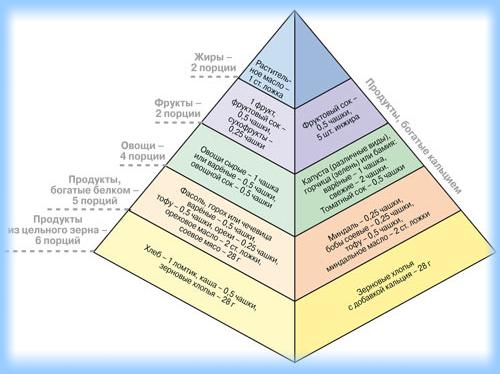 Жиры –
2 порции
Раститель-
ное масло –
1 ст. ложка
Фрукты –
2 порции
1 фрукт,
фруктовый сок –
0,5 чашки,
сухофрукты –
0,25 чашки
Фруктовый сок –
0,5 чашки,
5 шт. инжира
Овощи –
4 порции
Овощи сырые – 1 чашка
или варёные – 0,5 чашки,
овощной сок – 0,5 чашки
Капуста (различные виды),
горчица (зелень) или бамия:
варёные – 1 чашка,
свежие – 2 чашки.
Томатный сок – 0,5 чашки
Продукты,
богатые белком –
5 порций
Фасоль, горох или чечевица
варёные – 0,5 чашки,
тофу – 0,5 чашки, орехи – 0,25 чашки,
ореховое масло – 2 ст. ложки,
соевое мясо – 28 г
Миндаль – 0,25 чашки,
бобы соевые – 0,25 чашки,
тофу – 0,5 чашки,
миндальное масло – 2 ст. ложки
Продукты
из цельного зерна –
6 порций
Хлеб – 1 ломтик, каша – 0,5 чашки,
зерновые хлопья – 28 г
Зерновые хлопья
с добавкой кальция – 28 г
Продукты, богатые кальцием